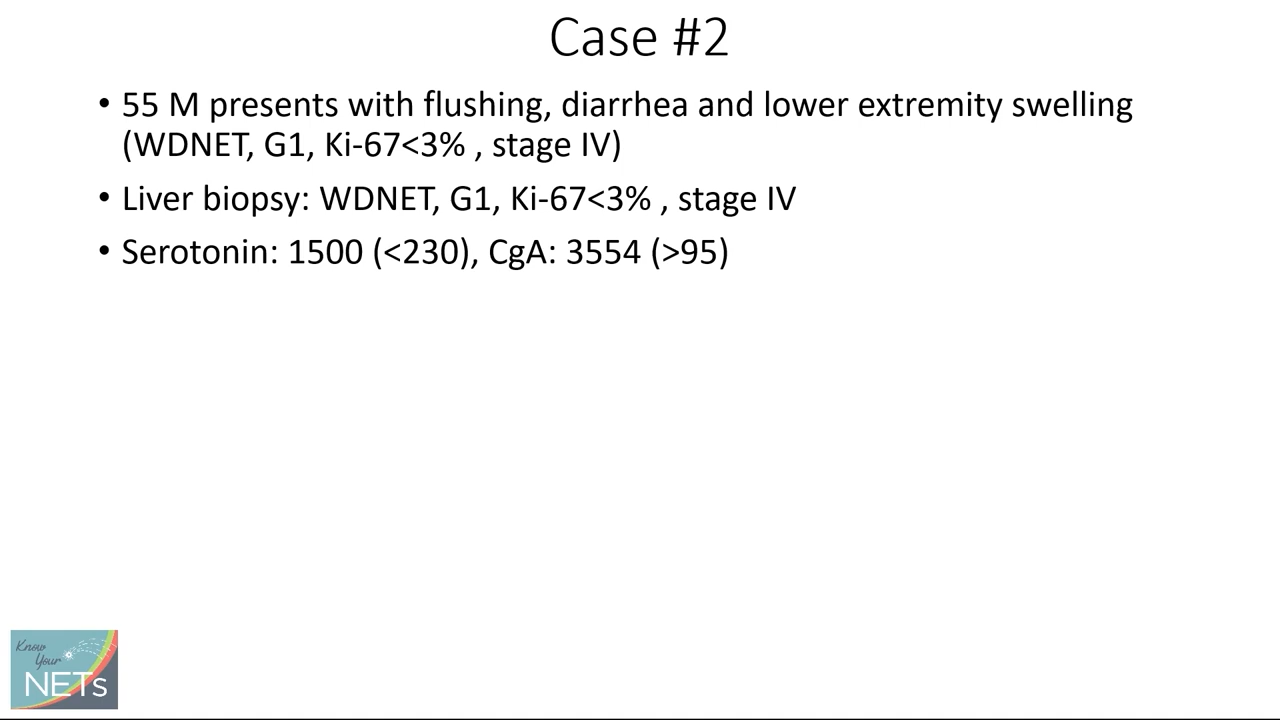 Case #2
• 55 M presents with flushing, diarrhea and lower extremity swelling
(WDNET, G1, Ki-67<3% , stage IV)
• Liver biopsy: WDNET, G1, Ki-67<3% , stage IV
• Serotonin: 1500 (<230), CgA: 3554 (>95)
Know
Your
NETs